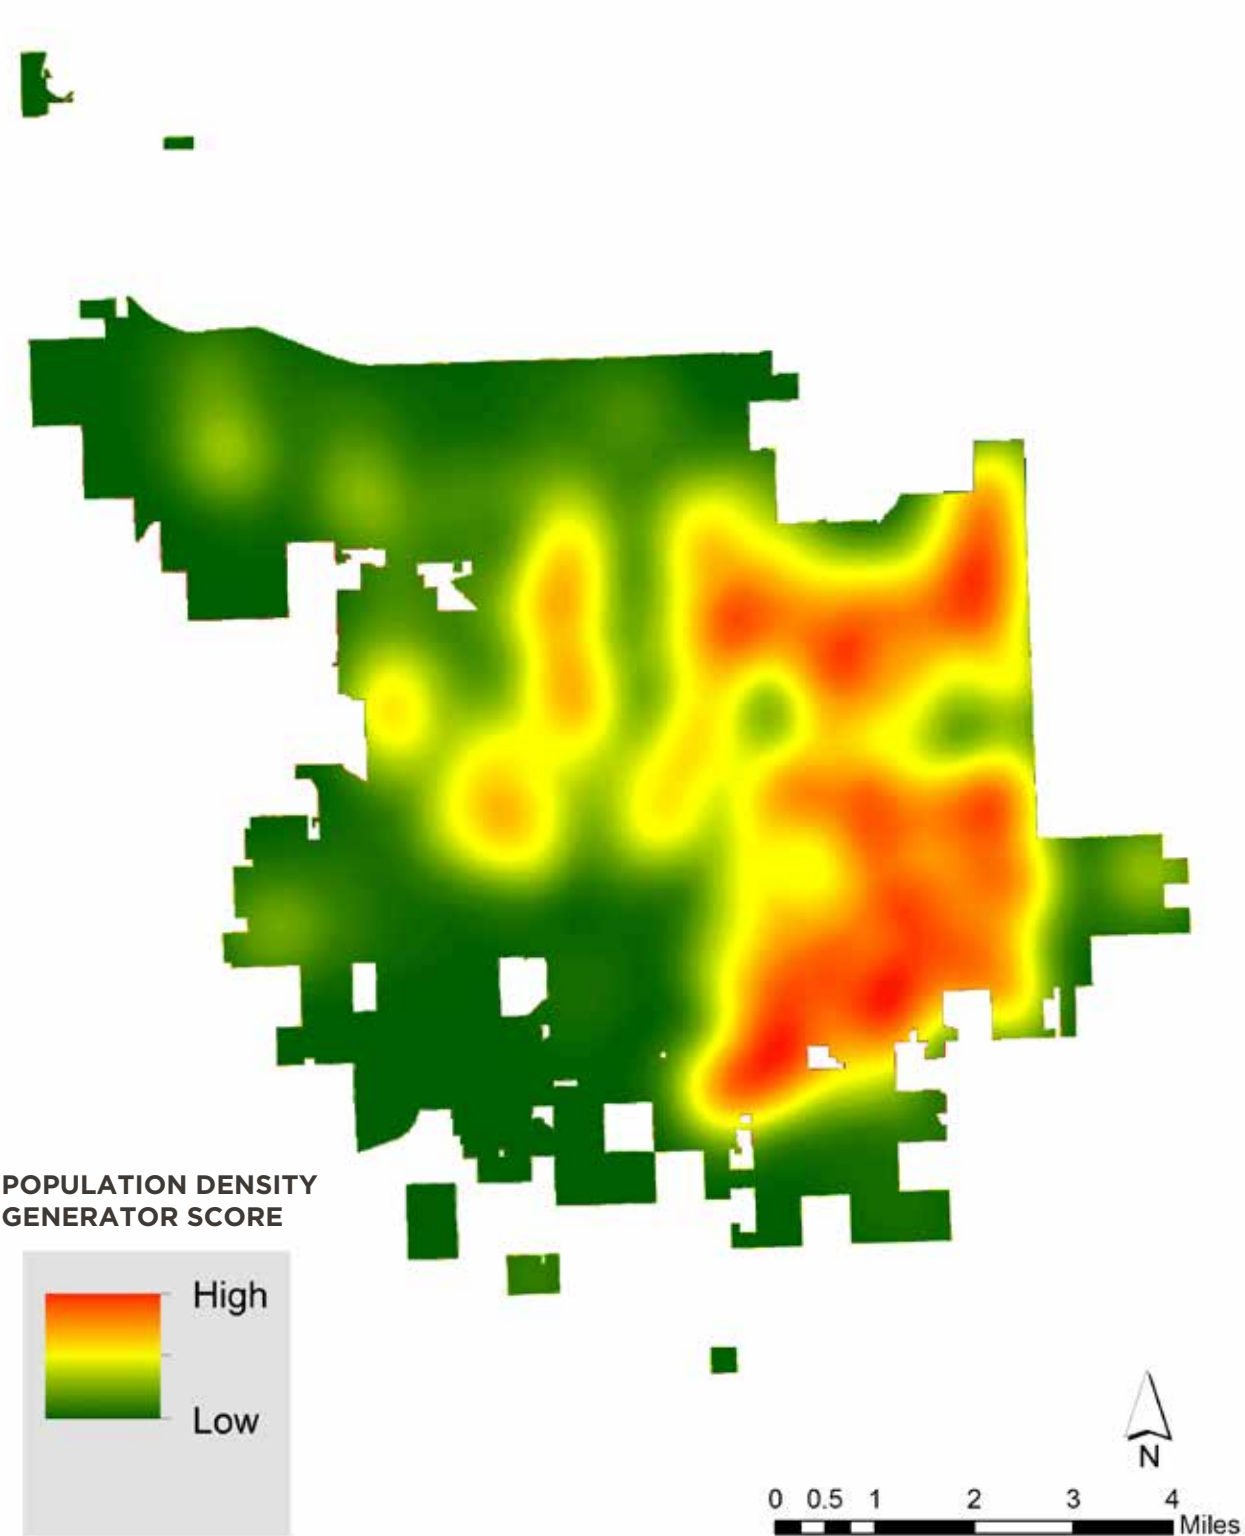 POPULATION DENSITY
GENERATOR SCORE
High
Low
N
0 0.5 1 2 3 4
Miles